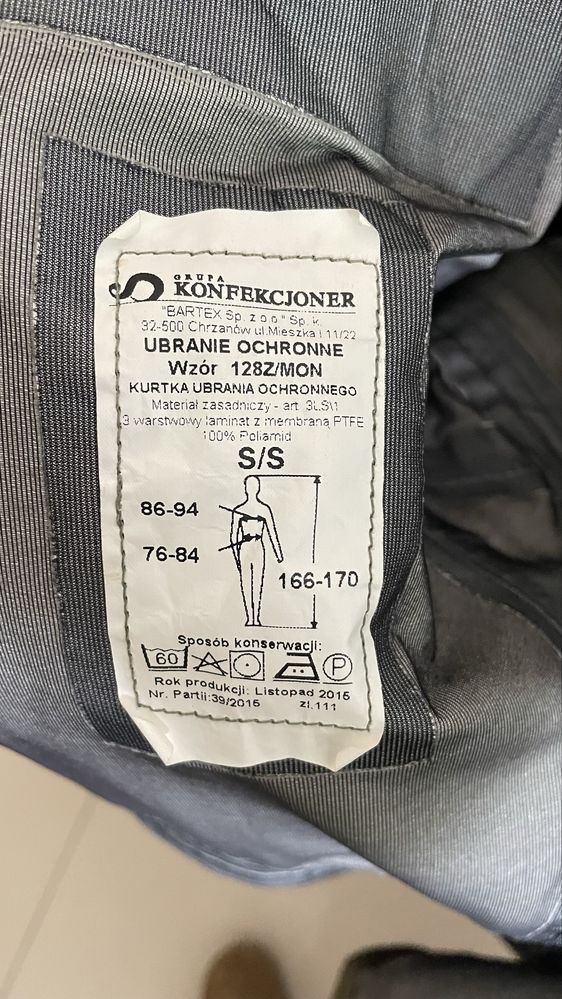 GRUPA
KONFEKCJONER
"BARTEX Sp. z o.o." Sp. k.
32-500 Chrzanów ul.Mieszka I 11/22
UBRANIE OCHRONNE
Wzór 128Z/MON
KURTKA UBRANIA OCHRONNEGO
Materiał zasadniczy - art. 3LS\1
3 warstwowy laminat z membraną PTFE
100% Poliamid
S/S
86-94
76-84
166-170
Sposób konserwacji:
60 P
Rok produkcji: Listopad 2015
Nr. Partii:39/2015 zl.111